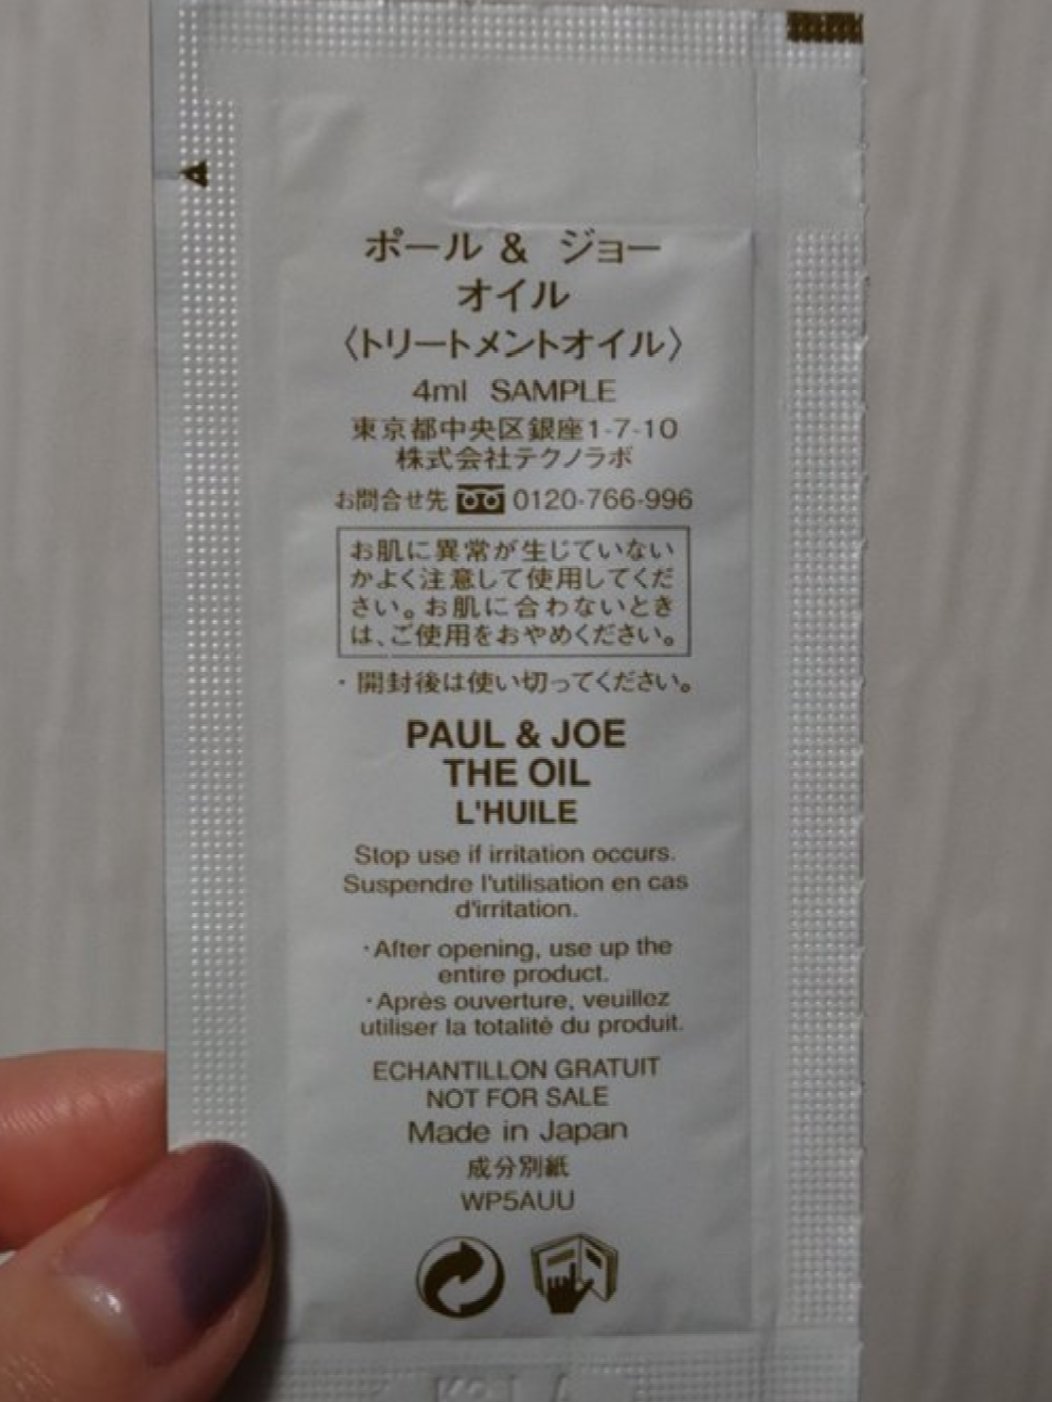 ポール & ジョー
オイル
〈トリートメントオイル〉
4ml SAMPLE
東京都中央区銀座1-7-10
株式会社テクノラボ
お問合せ先 0120-766-996
お肌に異常が生じていない
かよく注意して使用してくだ
さい。お肌に合わないとき
は、ご使用をおやめください。
・開封後は使い切ってください。
PAUL & JOE
THE OIL
L'HUILE
Stop use if irritation occurs.
Suspendre l'utilisation en cas
d'irritation.
・After opening, use up the
entire product.
・Après ouverture, veuillez
utiliser la totalité du produit.
ECHANTILLON GRATUIT
NOT FOR SALE
Made in Japan
成分別紙
WP5AUU